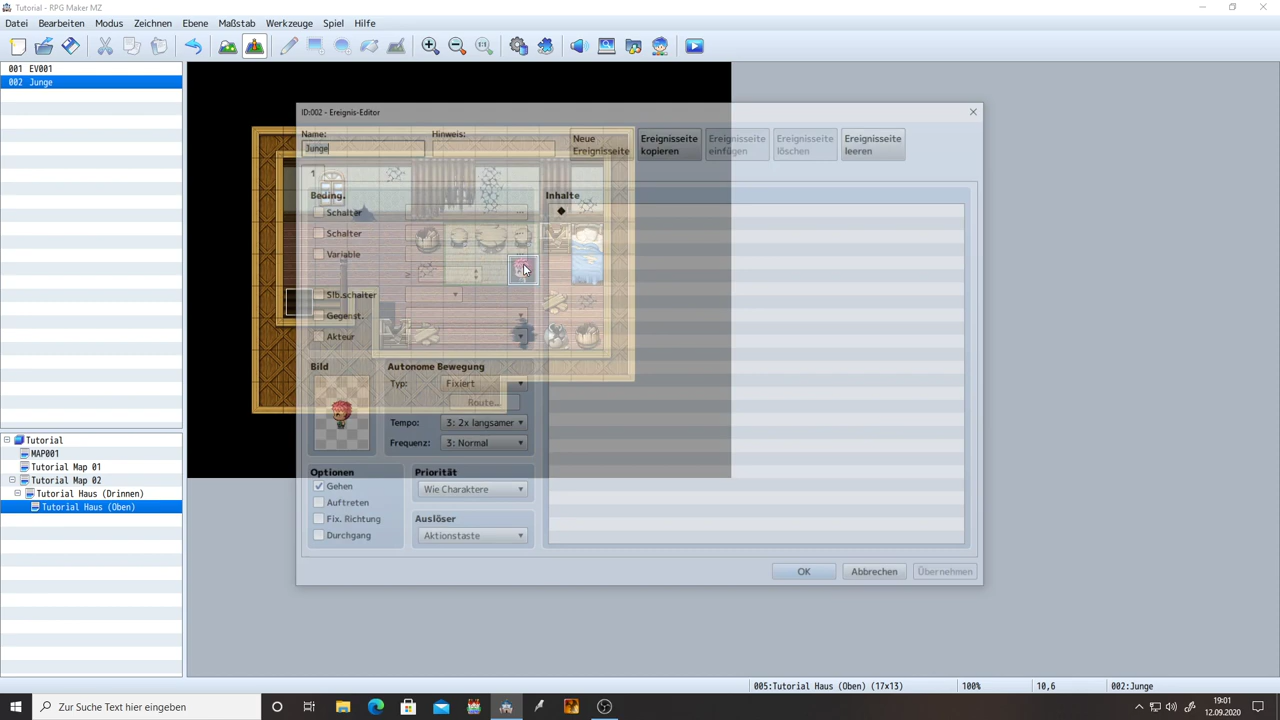 Tutorial - RPG Maker MZ
Datei Bearbeiten Modus Zeichnen Ebene Maßstab Werkzeuge Spiel Hilfe
001 EV001
002 Junge
ID:002 - Ereignis-Editor
Name:
Hinweis:
Junge
Neue Ereignisseite
Ereignisseite kopieren
Ereignisseite einfügen
Ereignisseite löschen
Ereignisseite leeren
1
Beding.
Inhalte
Schalter
Schalter
Variable
≥
Slb.schalter
Gegenst.
Akteur
Bild
Autonome Bewegung
Typ: Fixiert
Route...
Tempo: 3: 2x langsamer
Frequenz: 3: Normal
Optionen
Gehen
Auftreten
Fix. Richtung
Durchgang
Priorität
Wie Charaktere
Auslöser
Aktionstaste
OK
Abbrechen
Übernehmen
Tutorial
MAP001
Tutorial Map 01
Tutorial Map 02
Tutorial Haus (Drinnen)
Tutorial Haus (Oben)
005:Tutorial Haus (Oben) (17x13)
100%
10,6
002:Junge
Zur Suche Text hier eingeben
19:01
12.09.2020